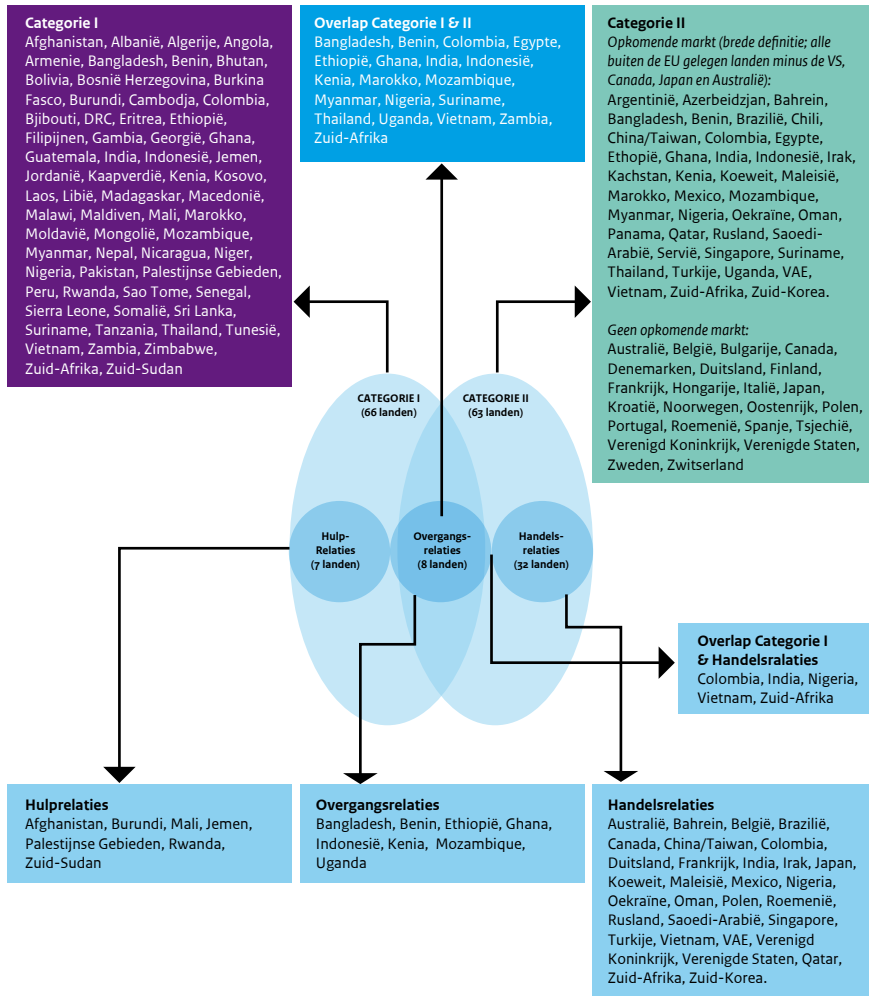 Categorie I
Afghanistan, Albanië, Algerije, Angola,
Armenie, Bangladesh, Benin, Bhutan,
Bolivia, Bosnië Herzegovina, Burkina
Fasco, Burundi, Cambodja, Colombia,
Bjibouti, DRC, Eritrea, Ethiopië,
Filipijnen, Gambia, Georgië, Ghana,
Guatemala, India, Indonesië, Jemen,
Jordanië, Kaapverdië, Kenia, Kosovo,
Laos, Libië, Madagaskar, Macedonië,
Malawi, Maldiven, Mali, Marokko,
Moldavië, Mongolië, Mozambique,
Myanmar, Nepal, Nicaragua, Niger,
Nigeria, Pakistan, Palestijnse Gebieden,
Peru, Rwanda, Sao Tome, Senegal,
Sierra Leone, Somalië, Sri Lanka,
Suriname, Tanzania, Thailand, Tunesië,
Vietnam, Zambia, Zimbabwe,
Zuid-Afrika, Zuid-Sudan
Overlap Categorie I & II
Bangladesh, Benin, Colombia, Egypte,
Ethiopië, Ghana, India, Indonesië,
Kenia, Marokko, Mozambique,
Myanmar, Nigeria, Suriname,
Thailand, Uganda, Vietnam, Zambia,
Zuid-Afrika
Categorie II
Opkomende markt (brede definitie; alle
buiten de EU gelegen landen minus de VS,
Canada, Japan en Australië):
Argentinië, Azerbeidzjan, Bahrein,
Bangladesh, Benin, Brazilië, Chili,
China/Taiwan, Colombia, Egypte,
Ethopië, Ghana, India, Indonesië, Irak,
Kachstan, Kenia, Koeweit, Maleisië,
Marokko, Mexico, Mozambique,
Myanmar, Nigeria, Oekraïne, Oman,
Panama, Qatar, Rusland, Saoedi-
Arabië, Servië, Singapore, Suriname,
Thailand, Turkije, Uganda, VAE,
Vietnam, Zuid-Afrika, Zuid-Korea.
Geen opkomende markt:
Australië, België, Bulgarije, Canada,
Denemarken, Duitsland, Finland,
Frankrijk, Hongarije, Italië, Japan,
Kroatië, Noorwegen, Oostenrijk, Polen,
Portugal, Roemenië, Spanje, Tsjechië,
Verenigd Koninkrijk, Verenigde Staten,
Zweden, Zwitserland
CATEGORIE I
(66 landen)
CATEGORIE II
(63 landen)
Hulp-
Relaties
(7 landen)
Overgangs-
relaties
(8 landen)
Handels-
relaties
(32 landen)
Overlap Categorie I
& Handelsralaties
Colombia, India, Nigeria,
Vietnam, Zuid-Afrika
Hulprelaties
Afghanistan, Burundi, Mali, Jemen,
Palestijnse Gebieden, Rwanda,
Zuid-Sudan
Overgangsrelaties
Bangladesh, Benin, Ethiopië, Ghana,
Indonesië, Kenia, Mozambique,
Uganda
Handelsrelaties
Australië, Bahrein, België, Brazilië,
Canada, China/Taiwan, Colombia,
Duitsland, Frankrijk, India, Irak, Japan,
Koeweit, Maleisië, Mexico, Nigeria,
Oekraïne, Oman, Polen, Roemenië,
Rusland, Saoedi-Arabië, Singapore,
Turkije, Vietnam, VAE, Verenigd
Koninkrijk, Verenigde Staten, Qatar,
Zuid-Afrika, Zuid-Korea.